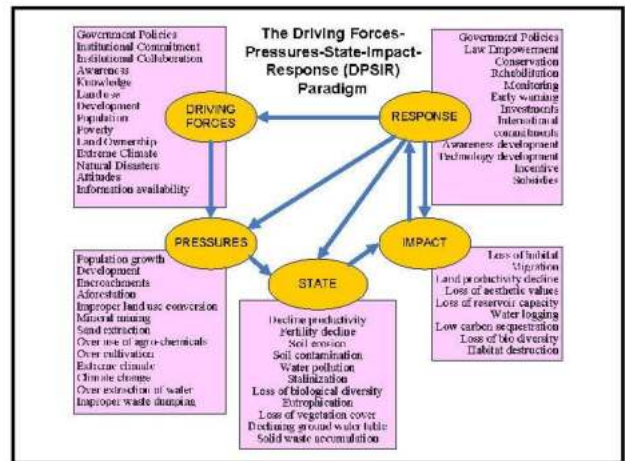 The Driving Forces-
Pressures-State-Impact-
Response (DPSIR)
Paradigm
Government Policies
Institutional Commitment
Institutional Collaboration
Awareness
Knowledge
Land use
Development
Population
Poverty
Land Ownership
Extreme Climate
Natural Disasters
Attitudes
Information availability
DRIVING
FORCES
Government Policies
Law Empowerment
Conservation
Rehabilitation
Monitoring
Early warning
Investments
International
commitments
Awareness development
Technology development
Incentive
Subsidies
RESPONSE
PRESSURES
Population growth
Development
Encroachments
Aforestation
Improper land use conversion
Mineral mining
Sand extraction
Over use of agro-chemicals
Over cultivation
Extreme climate
Climate change
Over extraction of water
Improper waste dumping
STATE
Decline productivity
Fertility decline
Soil erosion
Soil contamination
Water pollution
Stalinization
Loss of biological diversity
Eutrophication
Loss of vegetation cover
Declining ground water table
Solid waste accumulation
IMPACT
Loss of habitat
Migration
Land productivity decline
Loss of aesthetic values
Loss of reservoir capacity
Water logging
Low carbon sequestration
Loss of bio diversity
Habitat destruction